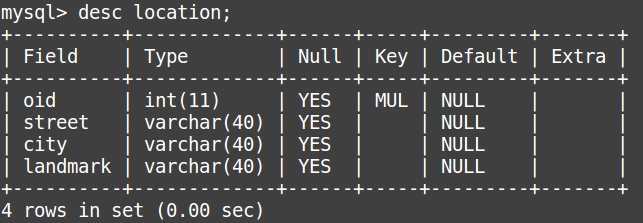 mysql> desc location;
+----------+-------------+------+-----+---------+-------+
| Field    | Type        | Null | Key | Default | Extra |
+----------+-------------+------+-----+---------+-------+
| oid      | int(11)     | YES  | MUL | NULL    |       |
| street   | varchar(40) | YES  |     | NULL    |       |
| city     | varchar(40) | YES  |     | NULL    |       |
| landmark | varchar(40) | YES  |     | NULL    |       |
+----------+-------------+------+-----+---------+-------+
4 rows in set (0.00 sec)